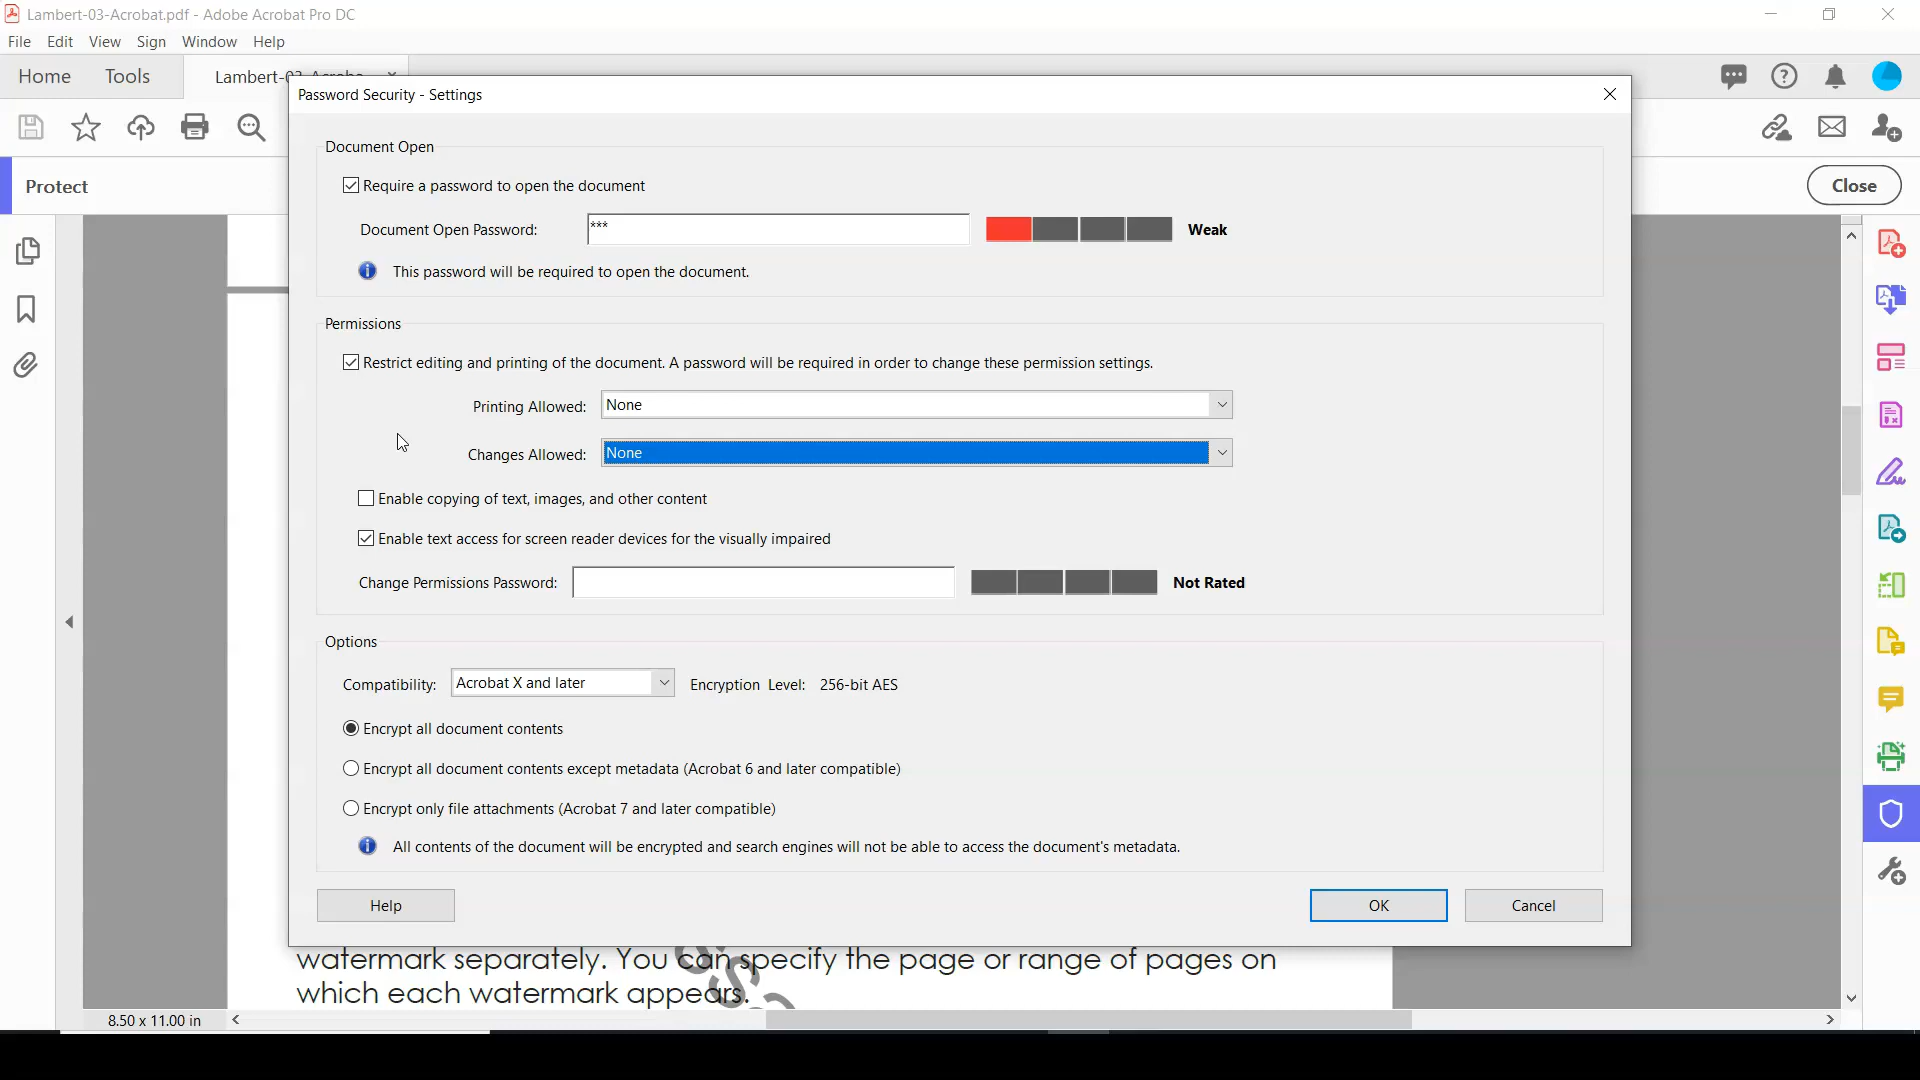 Lambert-03-Acrobat.pdf - Adobe Acrobat Pro DC
File Edit View Sign Window Help
Home Tools
Password Security - Settings
Protect
Close
Document Open
Require a password to open the document
Document Open Password: *** Weak
This password will be required to open the document.
Permissions
Restrict editing and printing of the document. A password will be required in order to change these permission settings.
Printing Allowed: None
Changes Allowed: None
Enable copying of text, images, and other content
Enable text access for screen reader devices for the visually impaired
Change Permissions Password: Not Rated
Options
Compatibility: Acrobat X and later Encryption Level: 256-bit AES
Encrypt all document contents
Encrypt all document contents except metadata (Acrobat 6 and later compatible)
Encrypt only file attachments (Acrobat 7 and later compatible)
All contents of the document will be encrypted and search engines will not be able to access the document's metadata.
Help OK Cancel
watermark separately. You can specify the page or range of pages on
which each watermark appears.
8.50 x 11.00 in